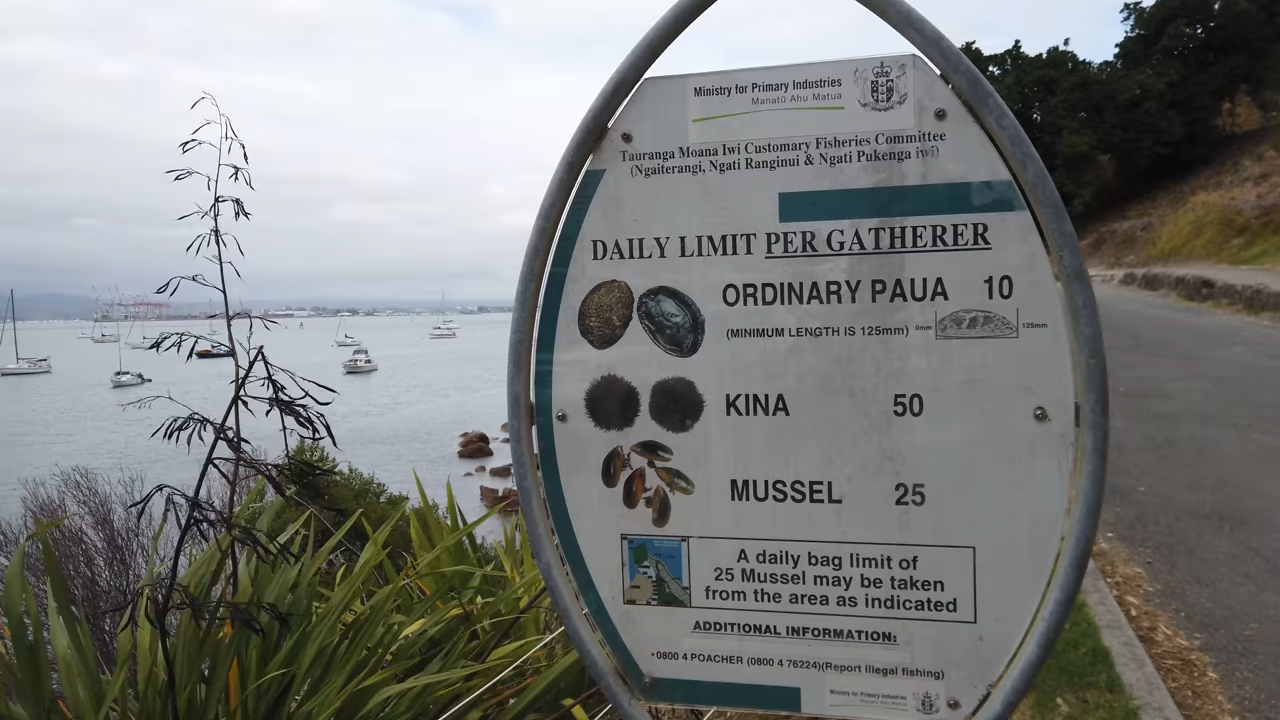 Ministry for Primary Industries
Manatū Ahu Matua
Tauranga Moana Iwi Customary Fisheries Committee
(Ngaiterangi, Ngati Ranginui & Ngati Pukenga iwi)
DAILY LIMIT PER GATHERER
ORDINARY PAUA 10
(MINIMUM LENGTH IS 125mm) 0mm 125mm
KINA 50
MUSSEL 25
A daily bag limit of
25 Mussel may be taken
from the area as indicated
ADDITIONAL INFORMATION:
*0800 4 POACHER (0800 4 76224)(Report illegal fishing)
Ministry for Primary Industries
Manatū Ahu Matua